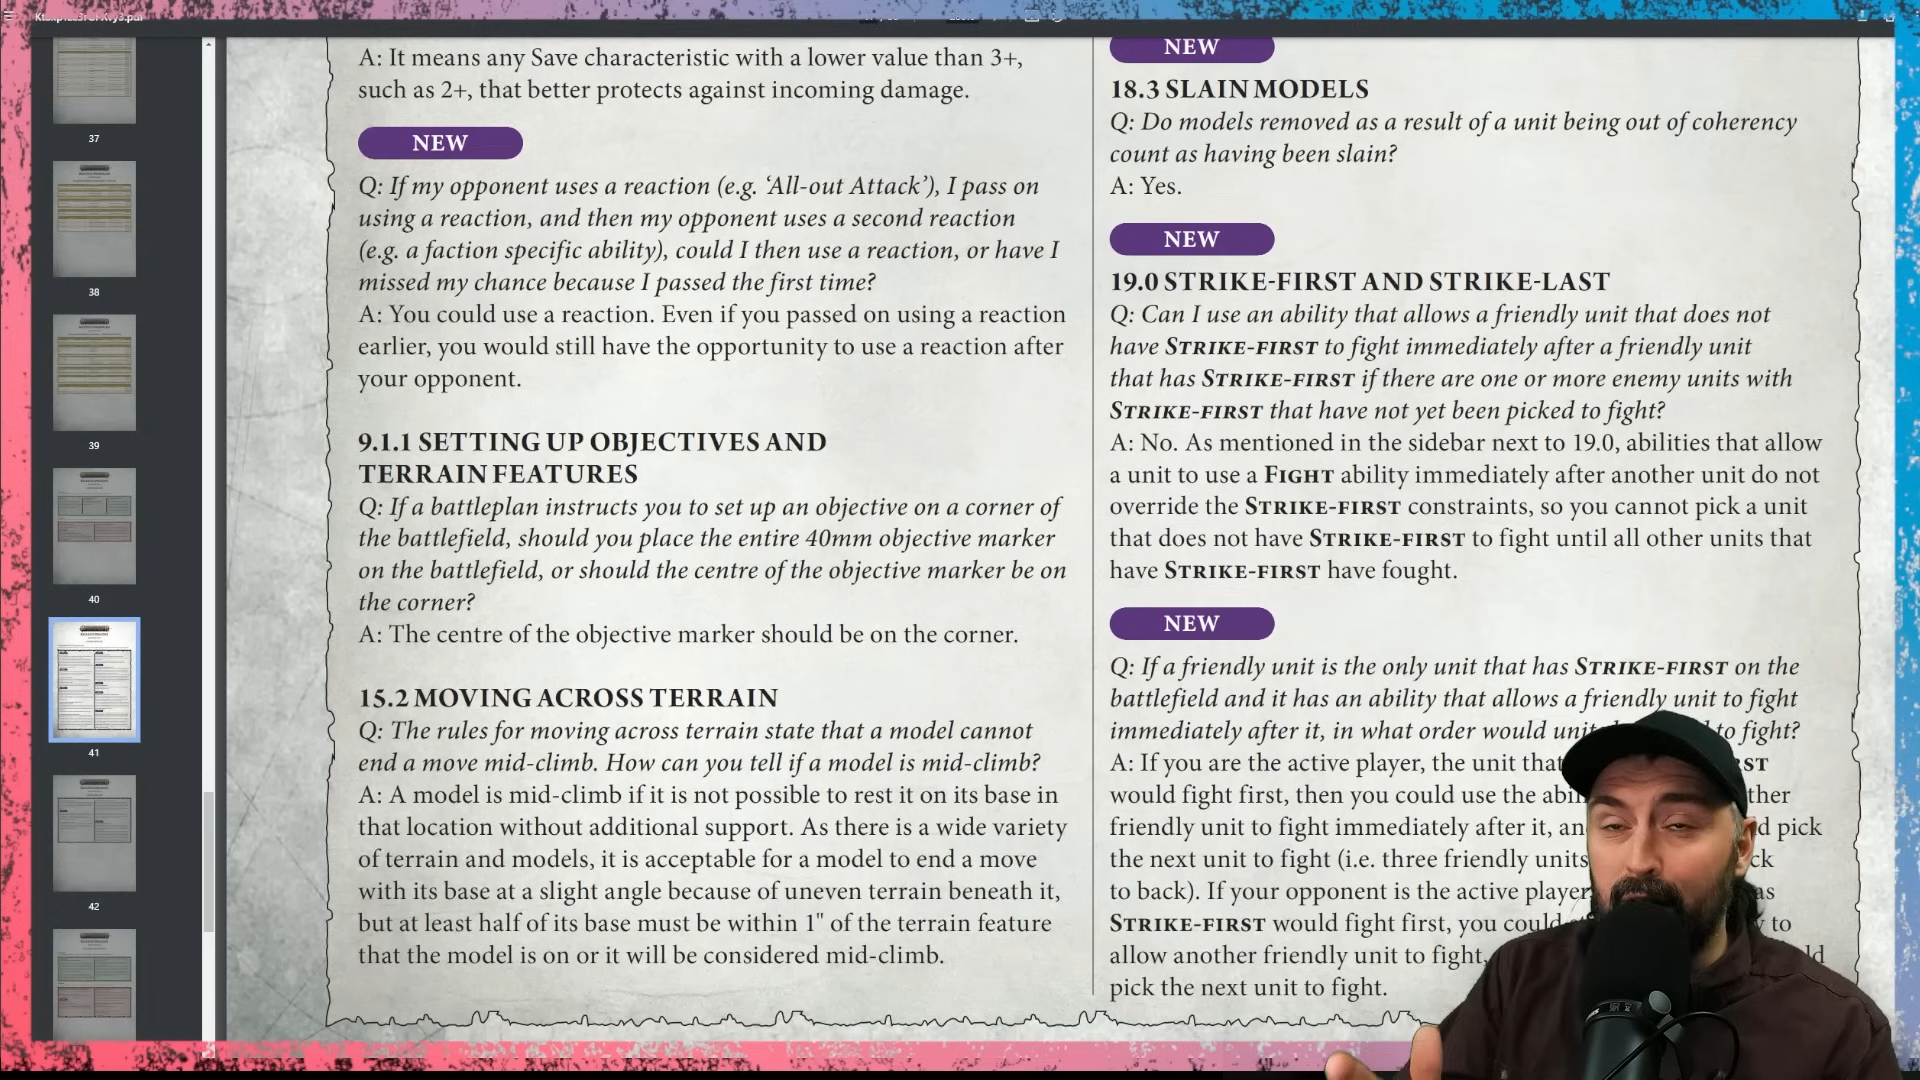 37
38
39
40
41
42
A: It means any Save characteristic with a lower value than 3+,
such as 2+, that better protects against incoming damage.
NEW
Q: If my opponent uses a reaction (e.g. ‘All-out Attack’), I pass on
using a reaction, and then my opponent uses a second reaction
(e.g. a faction specific ability), could I then use a reaction, or have I
missed my chance because I passed the first time?
A: You could use a reaction. Even if you passed on using a reaction
earlier, you would still have the opportunity to use a reaction after
your opponent.
9.1.1 SETTING UP OBJECTIVES AND
TERRAIN FEATURES
Q: If a battleplan instructs you to set up an objective on a corner of
the battlefield, should you place the entire 40mm objective marker
on the battlefield, or should the centre of the objective marker be on
the corner?
A: The centre of the objective marker should be on the corner.
15.2 MOVING ACROSS TERRAIN
Q: The rules for moving across terrain state that a model cannot
end a move mid-climb. How can you tell if a model is mid-climb?
A: A model is mid-climb if it is not possible to rest it on its base in
that location without additional support. As there is a wide variety
of terrain and models, it is acceptable for a model to end a move
with its base at a slight angle because of uneven terrain beneath it,
but at least half of its base must be within 1" of the terrain feature
that the model is on or it will be considered mid-climb.
NEW
18.3 SLAIN MODELS
Q: Do models removed as a result of a unit being out of coherency
count as having been slain?
A: Yes.
NEW
19.0 STRIKE-FIRST AND STRIKE-LAST
Q: Can I use an ability that allows a friendly unit that does not
have STRIKE-FIRST to fight immediately after a friendly unit
that has STRIKE-FIRST if there are one or more enemy units with
STRIKE-FIRST that have not yet been picked to fight?
A: No. As mentioned in the sidebar next to 19.0, abilities that allow
a unit to use a FIGHT ability immediately after another unit do not
override the STRIKE-FIRST constraints, so you cannot pick a unit
that does not have STRIKE-FIRST to fight until all other units that
have STRIKE-FIRST have fought.
NEW
Q: If a friendly unit is the only unit that has STRIKE-FIRST on the
battlefield and it has an ability that allows a friendly unit to fight
immediately after it, in what order would to fight?
A: If you are the active player, the unit that
would fight first, then you could use the
friendly unit to fight immediately after it, pick
the next unit to fight (i.e. three friendly units
to back). If your opponent is the active player
STRIKE-FIRST would fight first, you could to
allow another friendly unit to fight,
pick the next unit to fight.